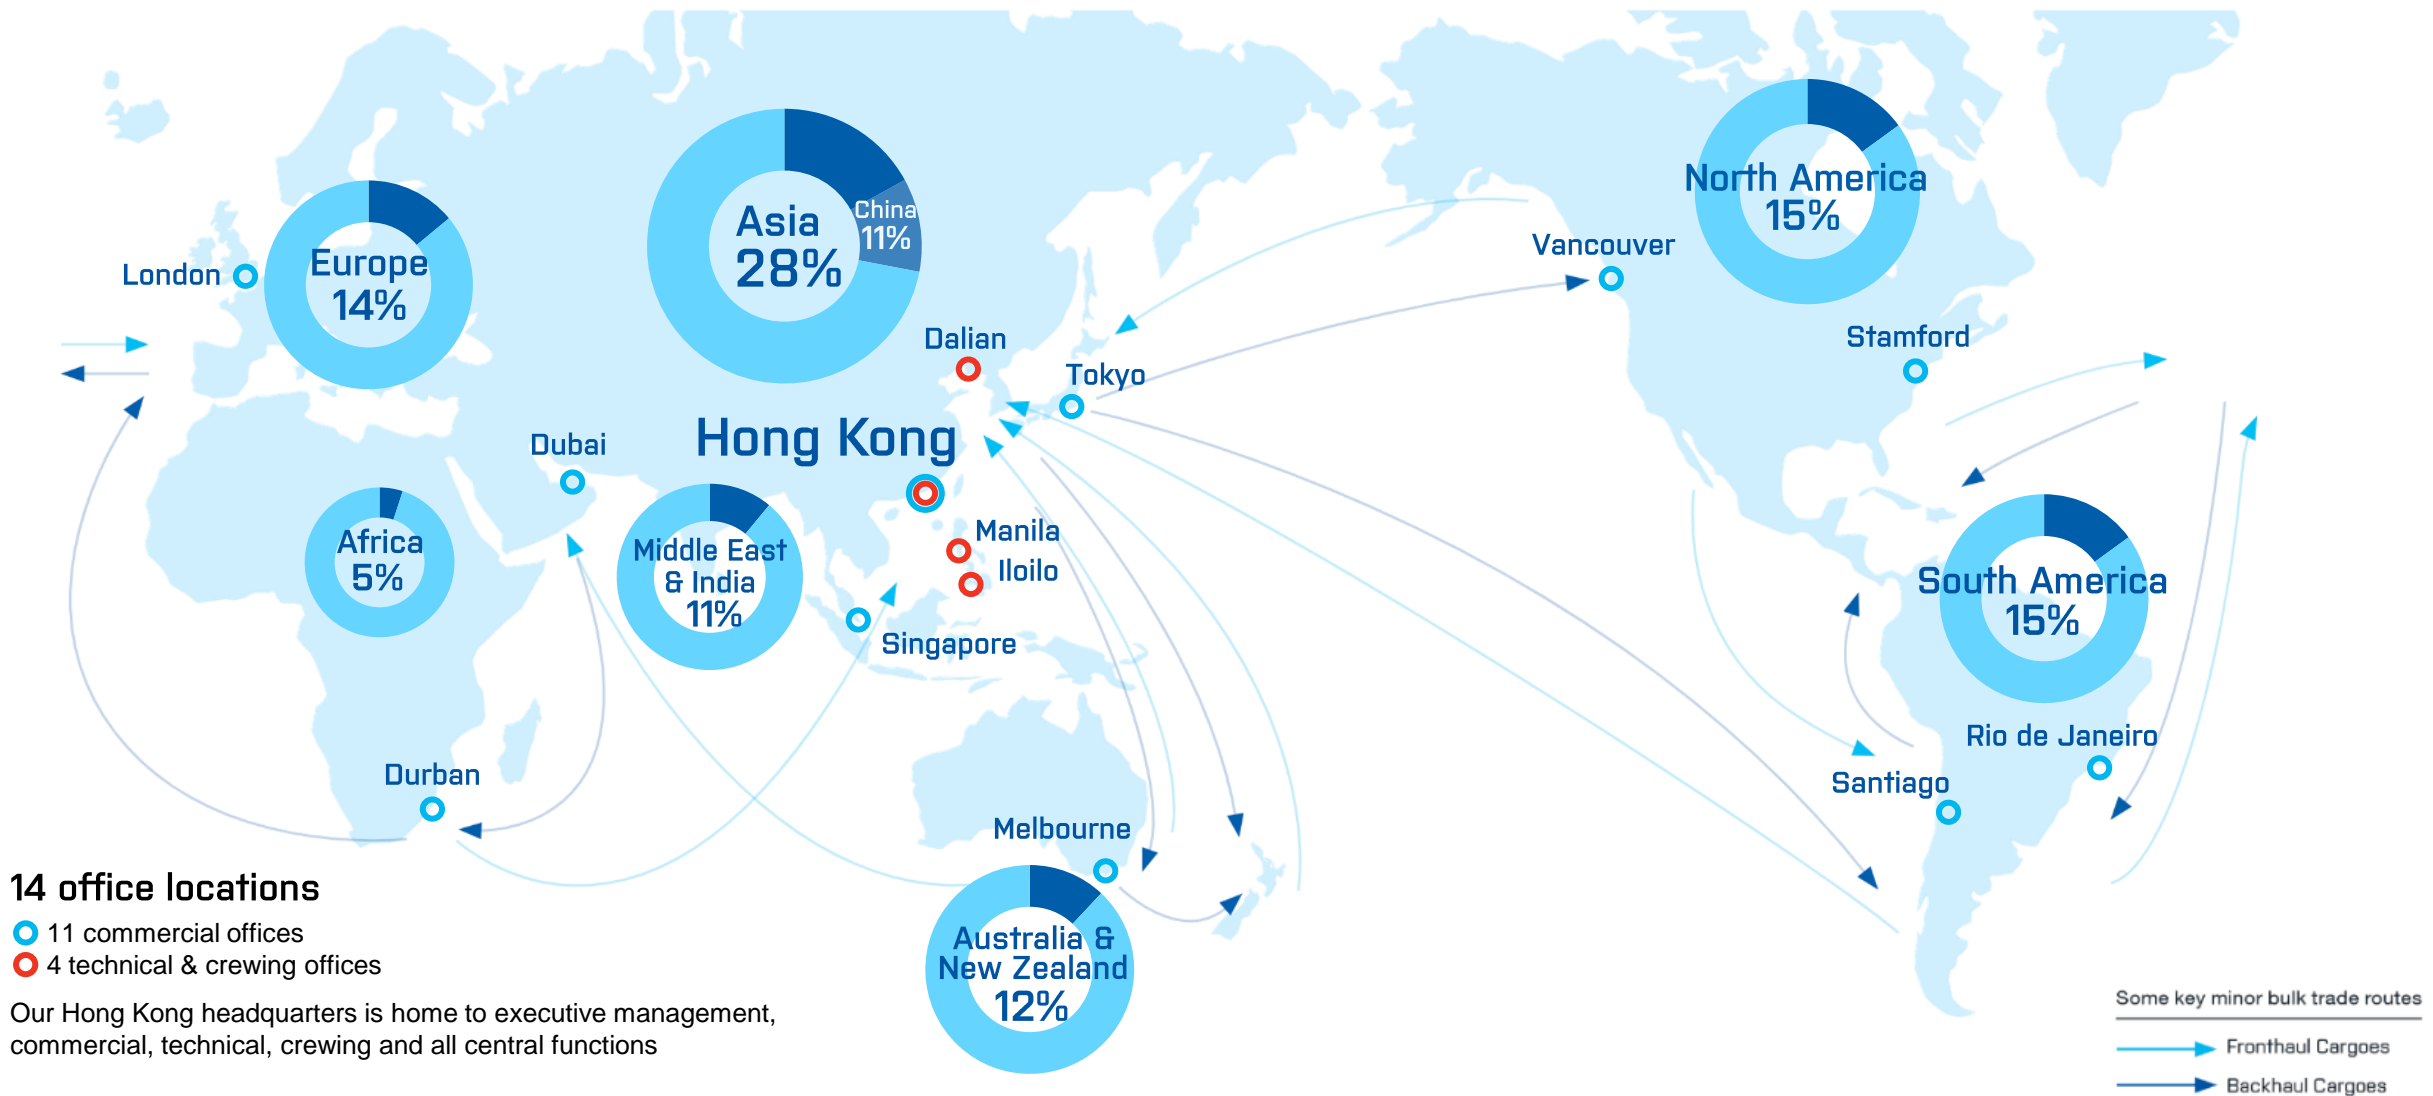 North America
15%
China
11%
Asia
28%
Vancouver
Europe
14%
London
Stamford
Dalian
Tokyo
Hong Kong
Dubai
Manila
Iloilo
Africa
5%
Middle East
& India
11%
Singapore
South America
15%
Rio de Janeiro
Santiago
Durban
Melbourne
Australia &
New Zealand
12%
14 office locations
11 commercial offices
4 technical & crewing offices
Our Hong Kong headquarters is home to executive management,
commercial, technical, crewing and all central functions
Some key minor bulk trade routes
Fronthaul Cargoes
Backhaul Cargoes